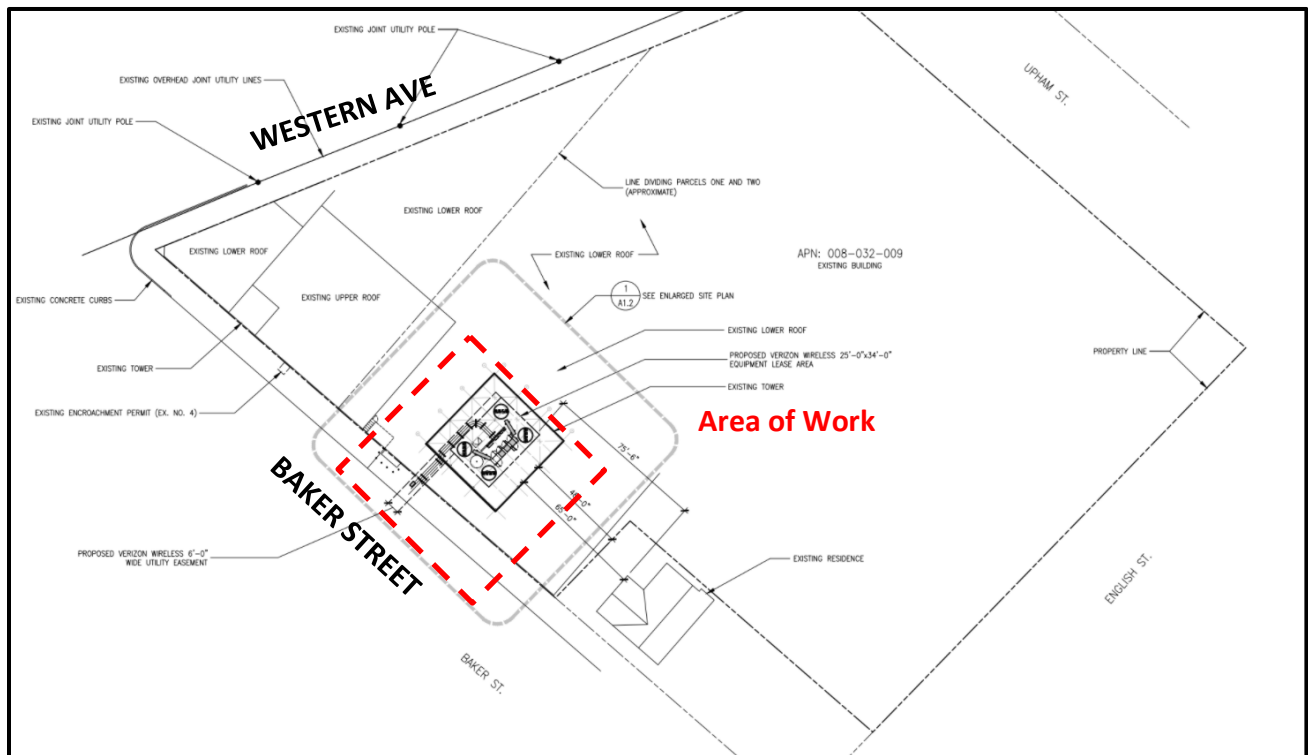 EXISTING JOINT UTILITY POLE
UPHAM ST.
EXISTING OVERHEAD JOINT UTILITY LINES
WESTERN AVE
EXISTING JOINT UTILITY POLE
LINE DIVIDING PARCELS ONE AND TWO
(APPROXIMATE)
EXISTING LOWER ROOF
EXISTING LOWER ROOF
EXISTING LOWER ROOF
APN: 008-032-009
EXISTING BUILDING
1
A1.2
SEE ENLARGED SITE PLAN
EXISTING CONCRETE CURBS
EXISTING UPPER ROOF
EXISTING LOWER ROOF
PROPOSED VERIZON WIRELESS 25'-0"x34'-0"
EQUIPMENT LEASE AREA
PROPERTY LINE
EXISTING TOWER
EXISTING TOWER
EXISTING ENCROACHMENT PERMIT (EX. NO. 4)
Area of Work
75'-6"
65'-0"
BAKER STREET
PROPOSED VERIZON WIRELESS 6'-0"
WIDE UTILITY EASEMENT
EXISTING RESIDENCE
ENGLISH ST.
BAKER ST.